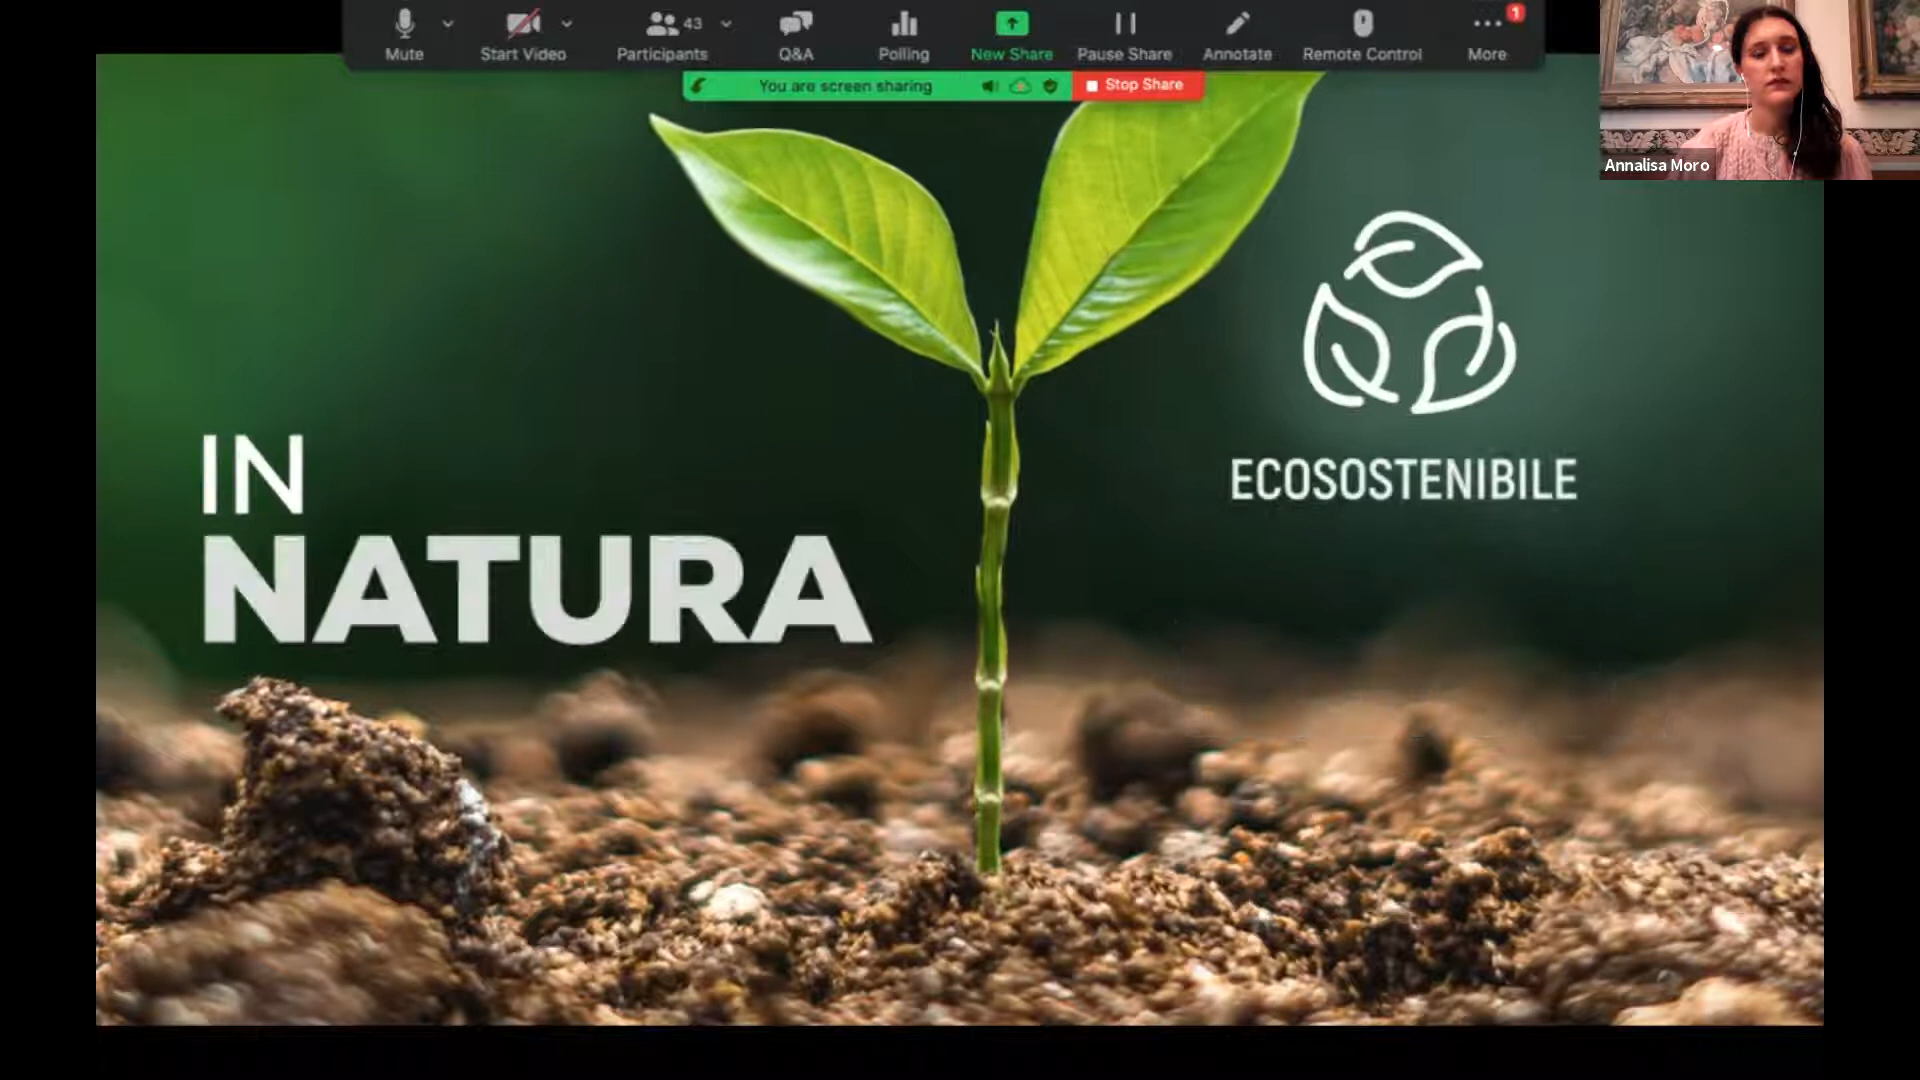 Mute
Start Video
Participants
43
Q&A
Polling
New Share
Pause Share
Annotate
Remote Control
More
1
You are screen sharing
Stop Share
Annalisa Moro
ECOSOSTENIBILE
IN
NATURA